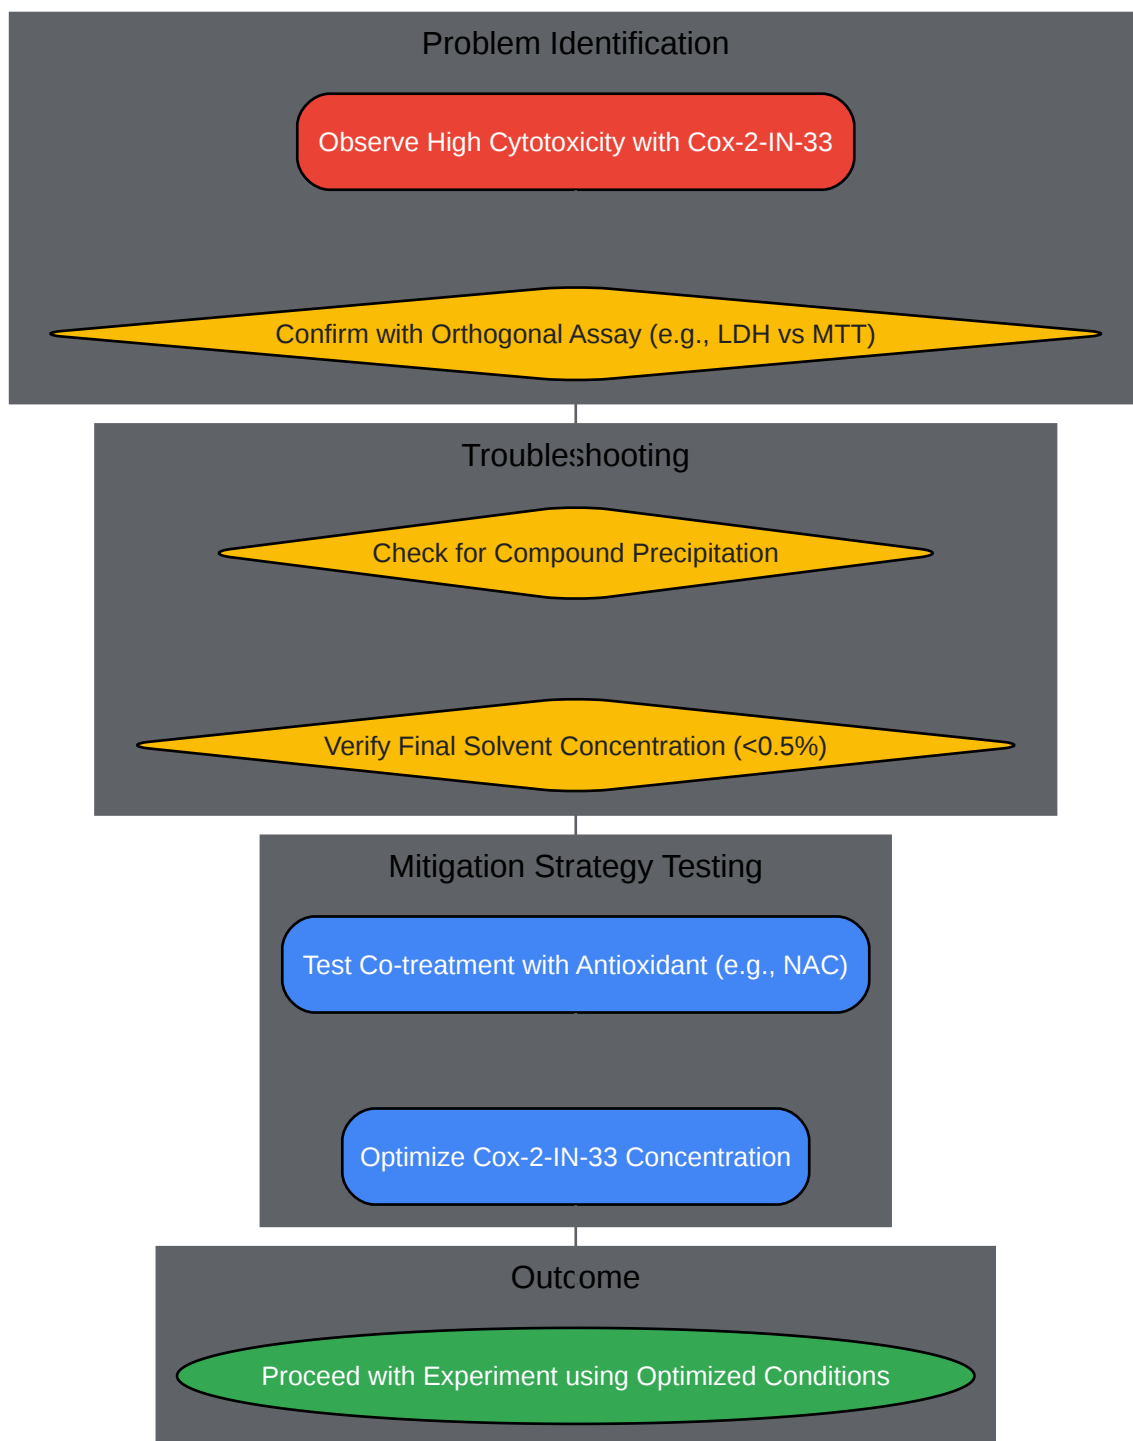 Problem Identification
Observe High Cytotoxicity with Cox-2-IN-33
Confirm with Orthogonal Assay (e.g., LDH vs MTT)
Troubleshooting
Check for Compound Precipitation
Verify Final Solvent Concentration (<0.5%)
Mitigation Strategy Testing
Test Co-treatment with Antioxidant (e.g., NAC)
Optimize Cox-2-IN-33 Concentration
Outcome
Proceed with Experiment using Optimized Conditions